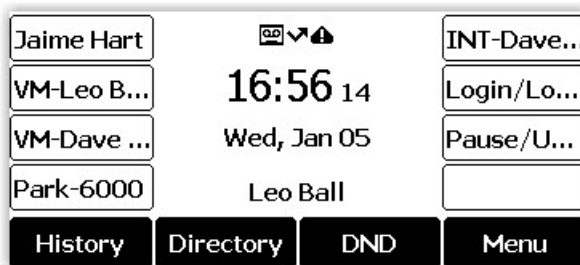 Jaime Hart
VM-Leo B...
VM-Dave ...
Park-6000
16:56 14
Wed, Jan 05
Leo Ball
INT-Dave...
Login/Lo...
Pause/U...
History Directory DND Menu